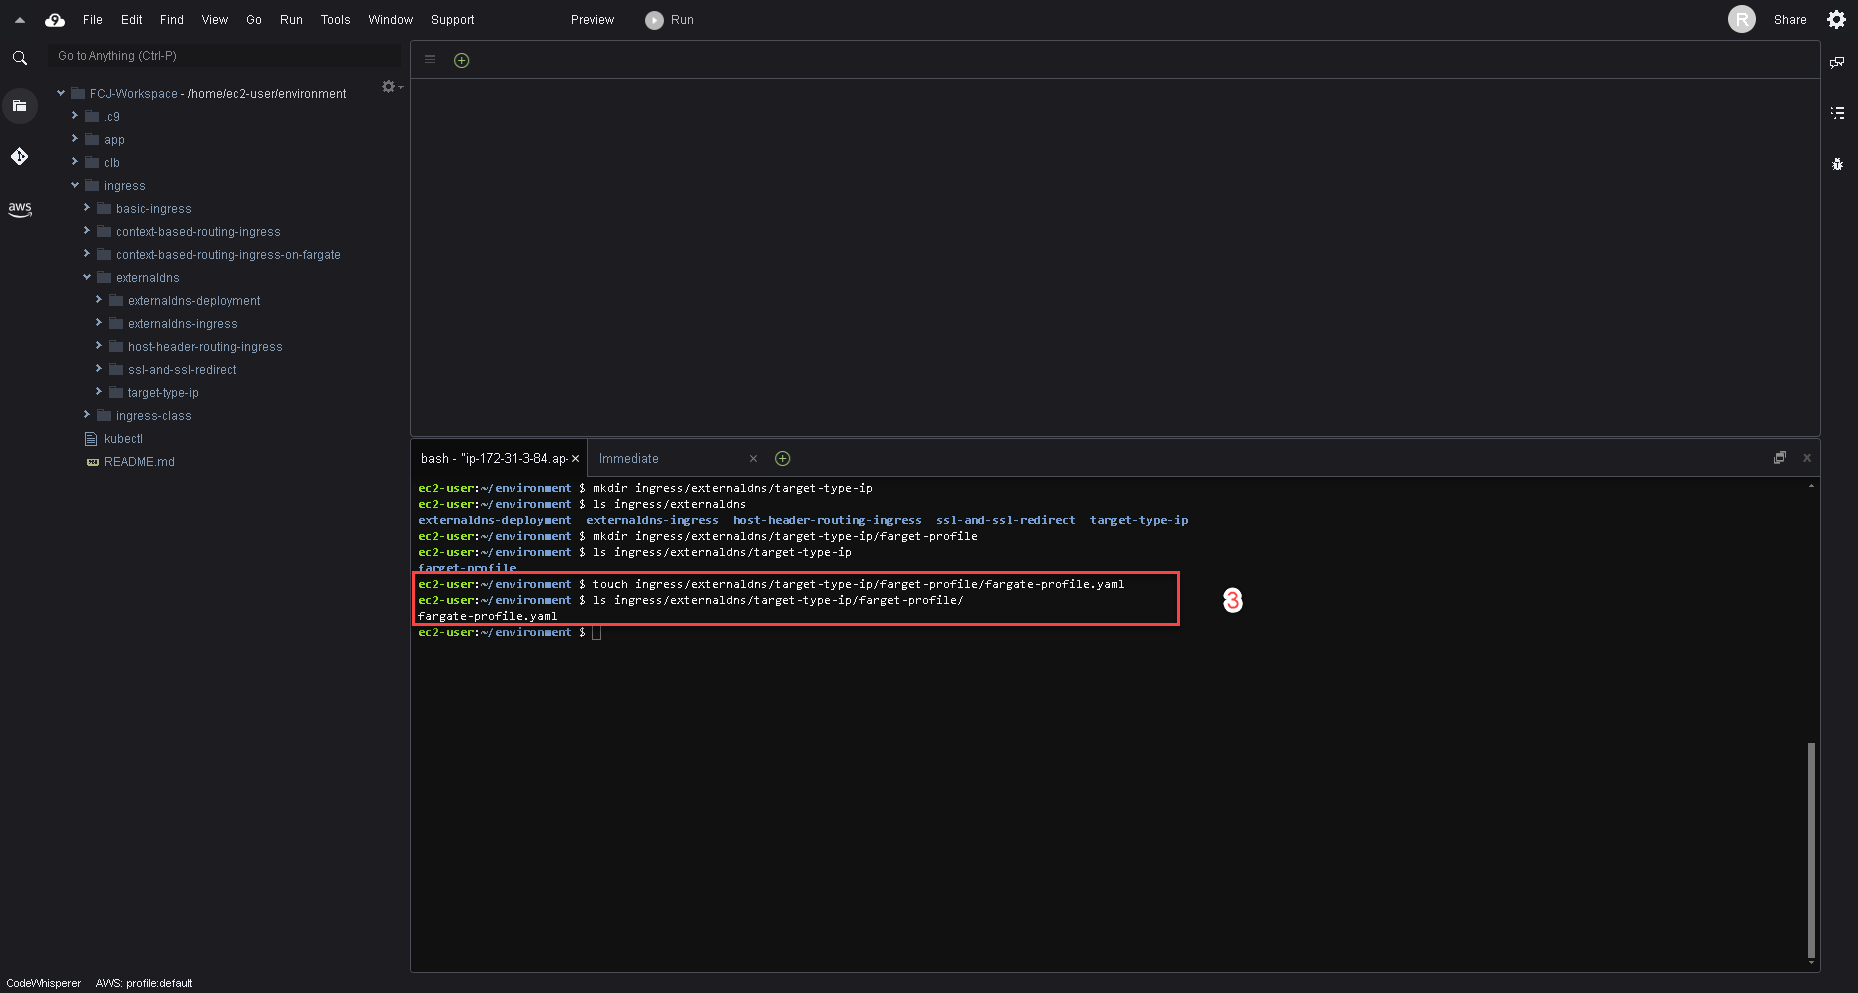 File Edit Find View Go Run Tools Window Support Preview Run R Share
Go to Anything (Ctrl-P)
FCJ-Workspace - /home/ec2-user/environment
.c9
app
clb
ingress
basic-ingress
context-based-routing-ingress
context-based-routing-ingress-on-fargate
externaldns
externaldns-deployment
externaldns-ingress
host-header-routing-ingress
ssl-and-ssl-redirect
target-type-ip
ingress-class
kubectl
README.md
aws
bash - "ip-172-31-3-84.ap- Immediate
ec2-user:~/environment $ mkdir ingress/externaldns/target-type-ip
ec2-user:~/environment $ ls ingress/externaldns
externaldns-deployment externaldns-ingress host-header-routing-ingress ssl-and-ssl-redirect target-type-ip
ec2-user:~/environment $ mkdir ingress/externaldns/target-type-ip/farget-profile
ec2-user:~/environment $ ls ingress/externaldns/target-type-ip
farget-profile
ec2-user:~/environment $ touch ingress/externaldns/target-type-ip/farget-profile/fargate-profile.yaml
ec2-user:~/environment $ ls ingress/externaldns/target-type-ip/farget-profile/
fargate-profile.yaml
ec2-user:~/environment $
3
CodeWhisperer AWS: profile:default